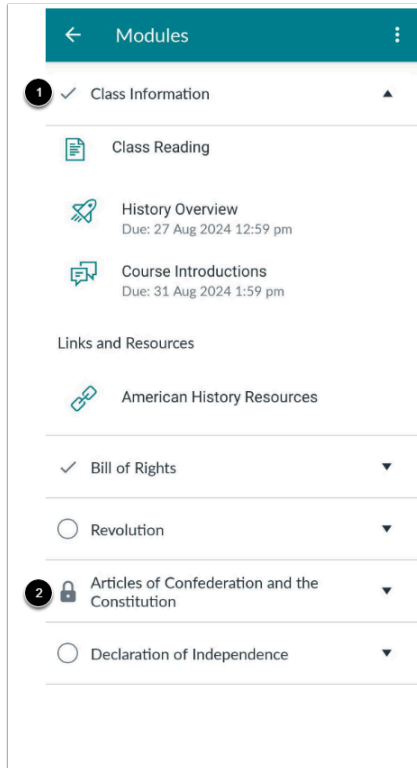 Modules
1
Class Information
Class Reading
History Overview
Due: 27 Aug 2024 12:59 pm
Course Introductions
Due: 31 Aug 2024 1:59 pm
Links and Resources
American History Resources
Bill of Rights
Revolution
2
Articles of Confederation and the
Constitution
Declaration of Independence